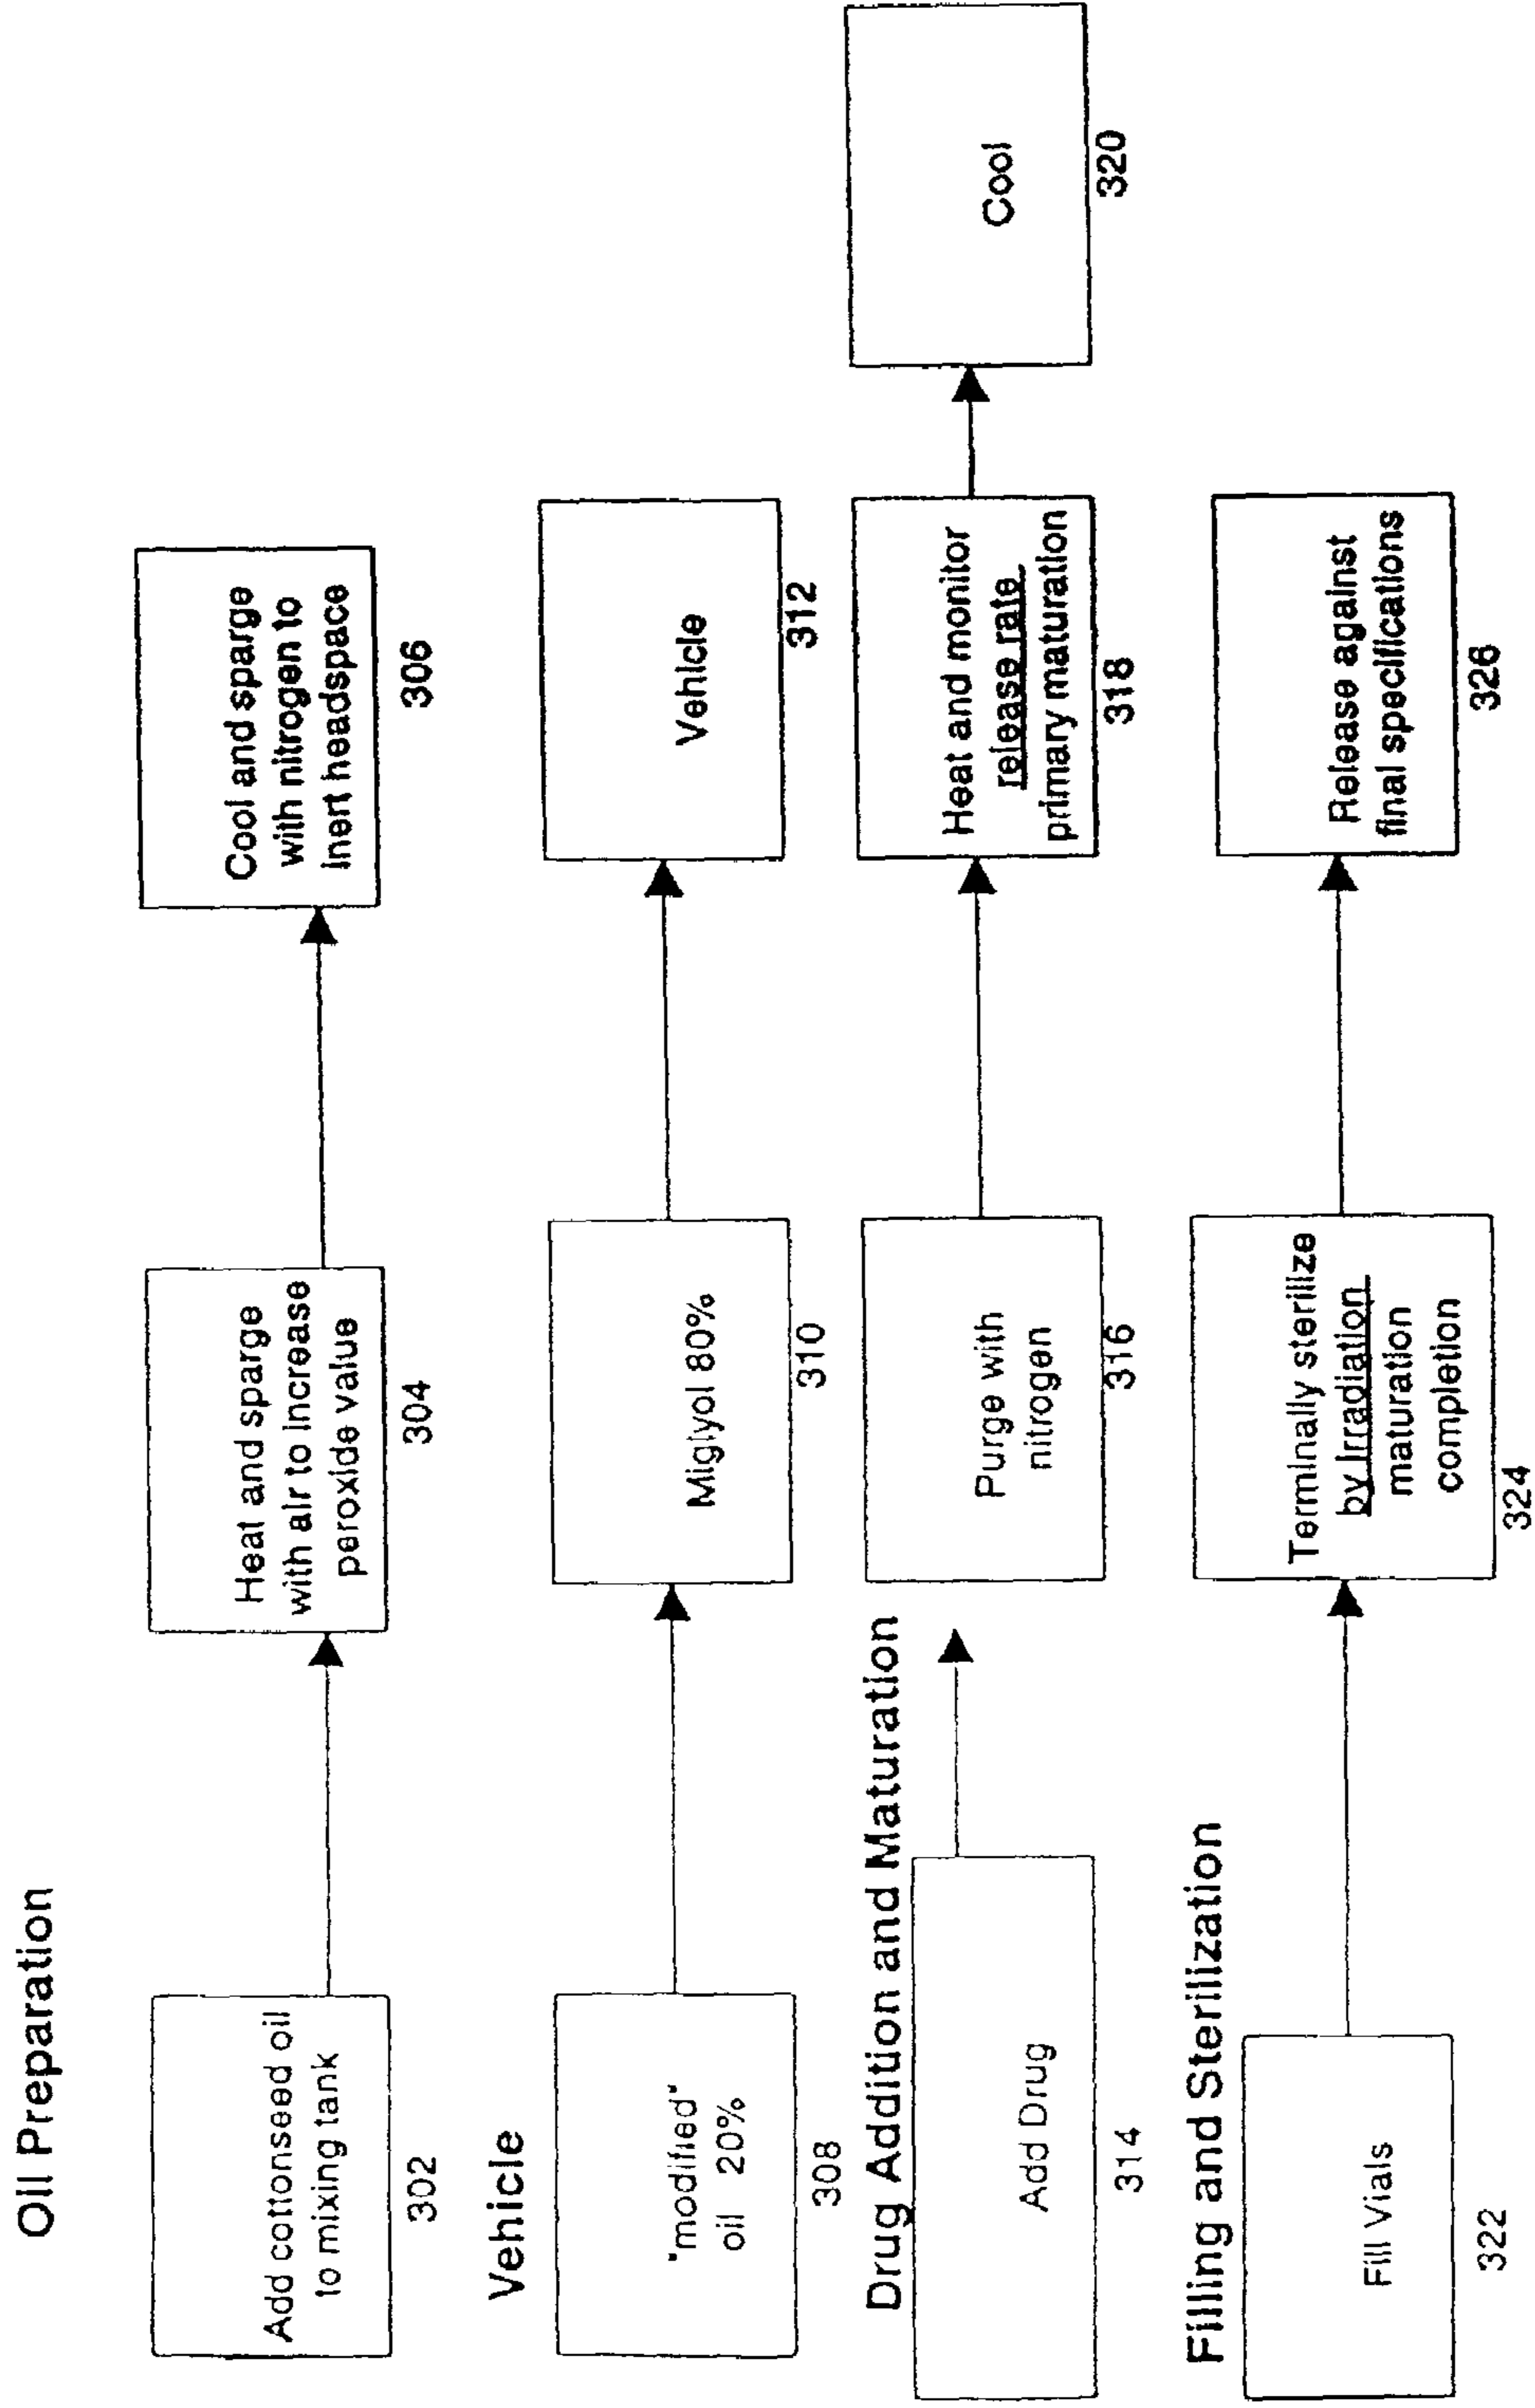 Oil Preparation
Add cottonseed oil
to mixing tank
302
Heat and sparge
with air to increase
peroxide value
304
Cool and sparge
with nitrogen to
inert headspace
306
Vehicle
"modified"
oil 20%
308
Miglyol 80%
310
Vehicle
312
Drug Addition and Maturation
Add Drug
314
Purge with
nitrogen
316
Heat and monitor
release rate
primary maturation
318
Cool
320
Filling and Sterilization
Fill Vials
322
Terminally sterilize
by irradiation
maturation
completion
324
Release against
final specifications
326